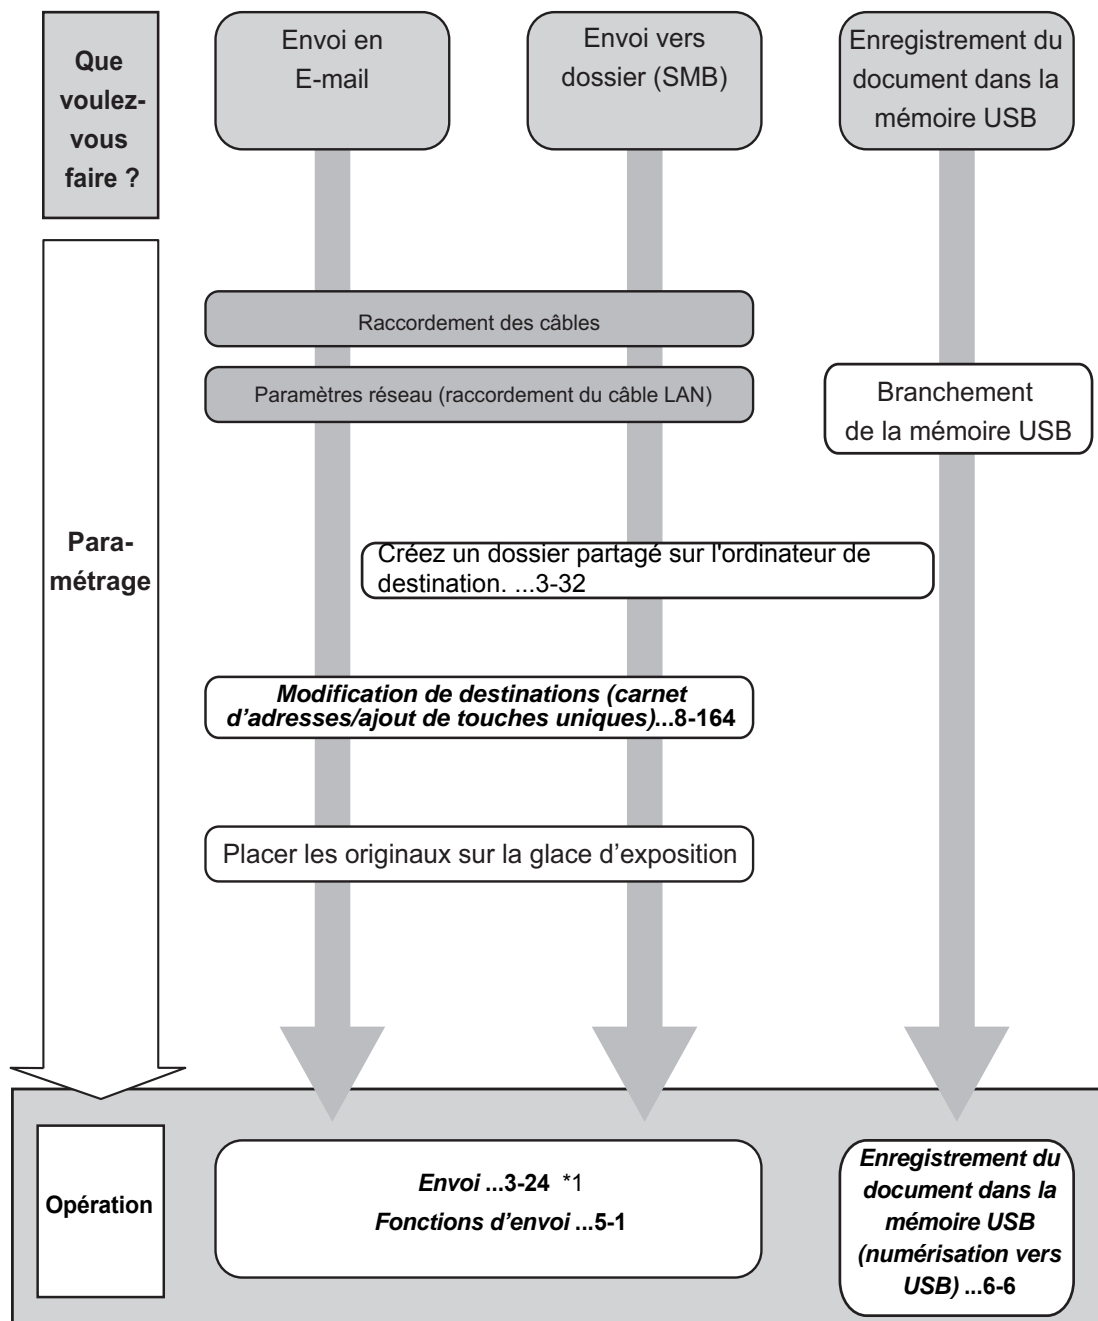 Que
voulez-
vous
faire ?
Envoi en
E-mail
Envoi vers
dossier (SMB)
Enregistrement du
document dans la
mémoire USB
Raccordement des câbles
Paramètres réseau (raccordement du câble LAN)
Branchement
de la mémoire USB
Para-
métrage
Créez un dossier partagé sur l'ordinateur de
destination. ...3-32
Modification de destinations (carnet
d’adresses/ajout de touches uniques)...8-164
Placer les originaux sur la glace d’exposition
Opération
Envoi ...3-24 *1
Fonctions d’envoi ...5-1
Enregistrement du
document dans la
mémoire USB
(numérisation vers
USB) ...6-6